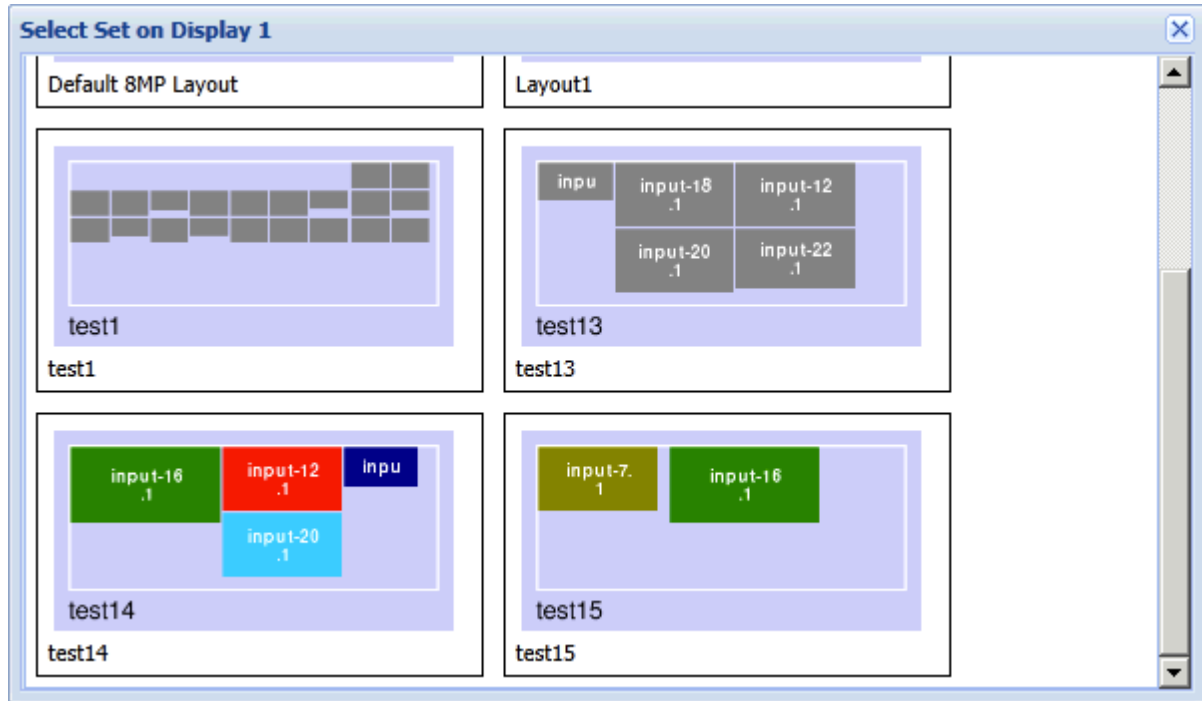 Select Set on Display 1
Default 8MP Layout
Layout1
test1
test1
inpu
input-18
.1
input-12
.1
input-20
.1
input-22
.1
test13
test13
input-16
.1
input-12
.1
inpu
input-20
.1
test14
test14
input-7.
1
input-16
.1
test15
test15